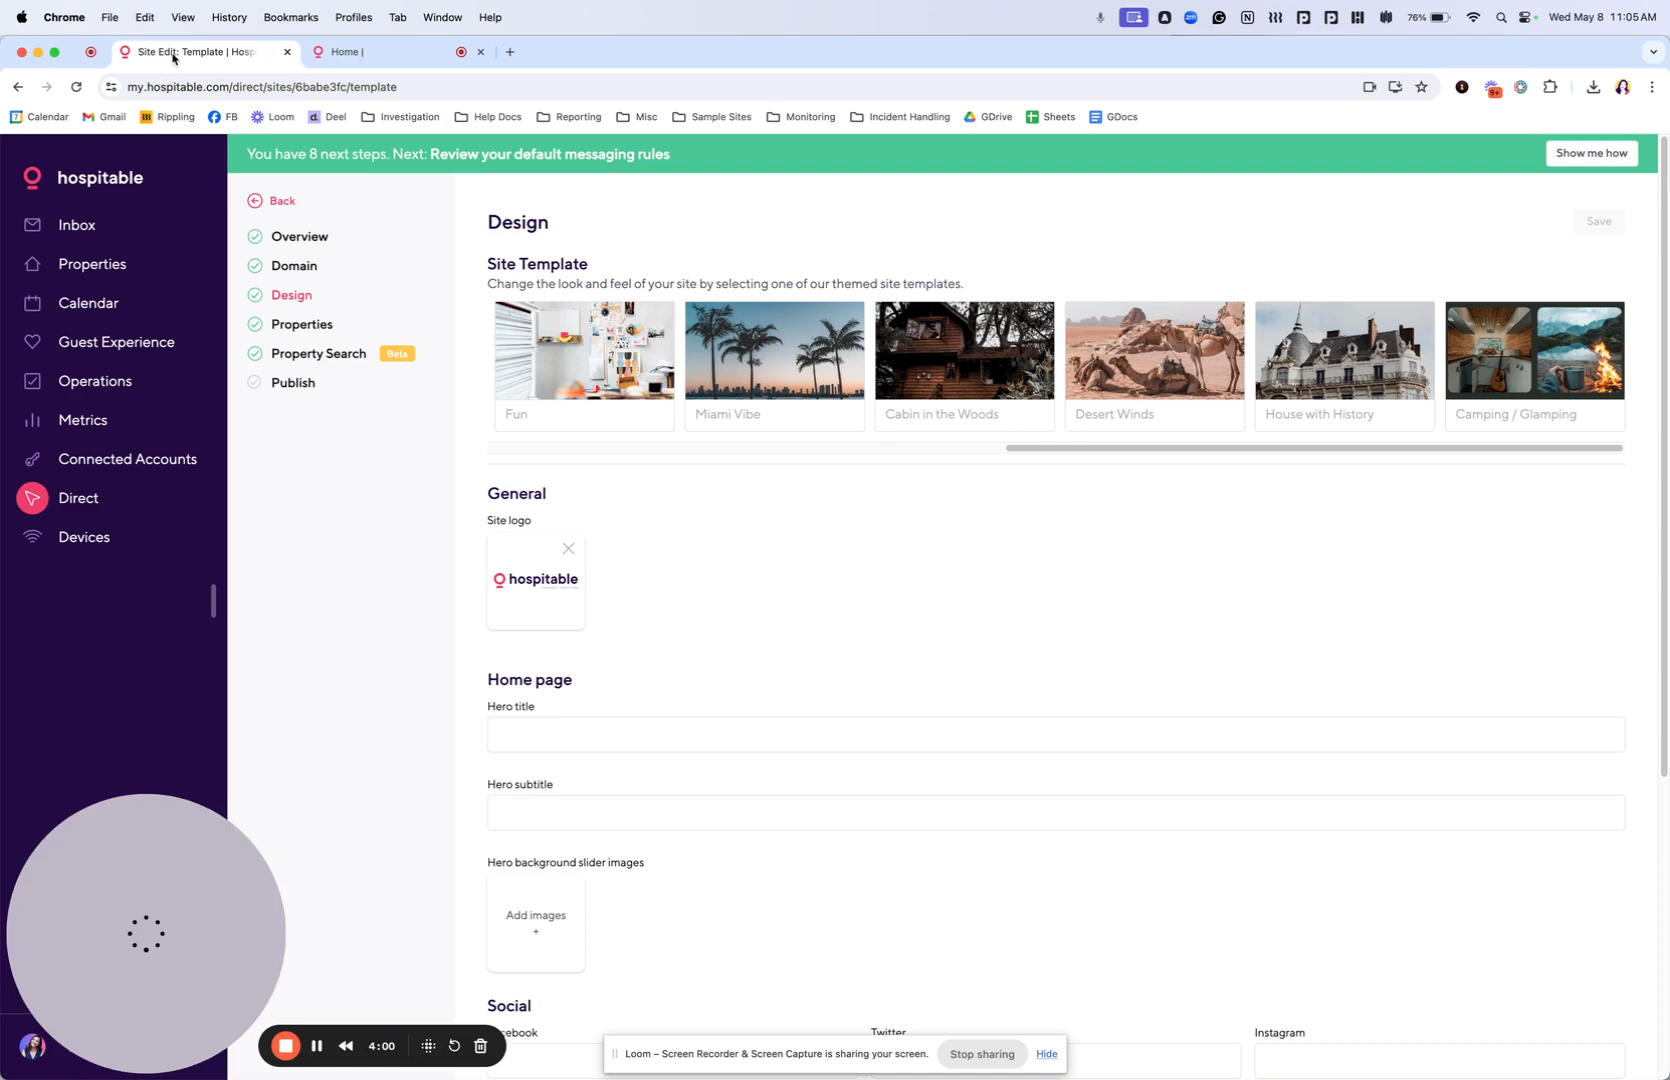 Chrome File Edit View History Bookmarks Profiles Tab Window Help
76% Wed May 8 11:05 AM
Site Edit: Template | Hosp
Home |
my.hospitable.com/direct/sites/6babe3fc/template
9+
Calendar Gmail Rippling FB Loom Deel Investigation Help Docs Reporting Misc Sample Sites Monitoring Incident Handling GDrive Sheets GDocs
You have 8 next steps. Next: Review your default messaging rules
Show me how
hospitable
Inbox
Properties
Calendar
Guest Experience
Operations
Metrics
Connected Accounts
Direct
Devices
Back
Overview
Domain
Design
Properties
Property Search Beta
Publish
Design
Save
Site Template
Change the look and feel of your site by selecting one of our themed site templates.
Fun
Miami Vibe
Cabin in the Woods
Desert Winds
House with History
Camping / Glamping
General
Site logo
hospitable
Home page
Hero title
Hero subtitle
Hero background slider images
Add images
+
Social
cebook
Twitter
Instagram
4:00
Loom – Screen Recorder & Screen Capture is sharing your screen.
Stop sharing
Hide